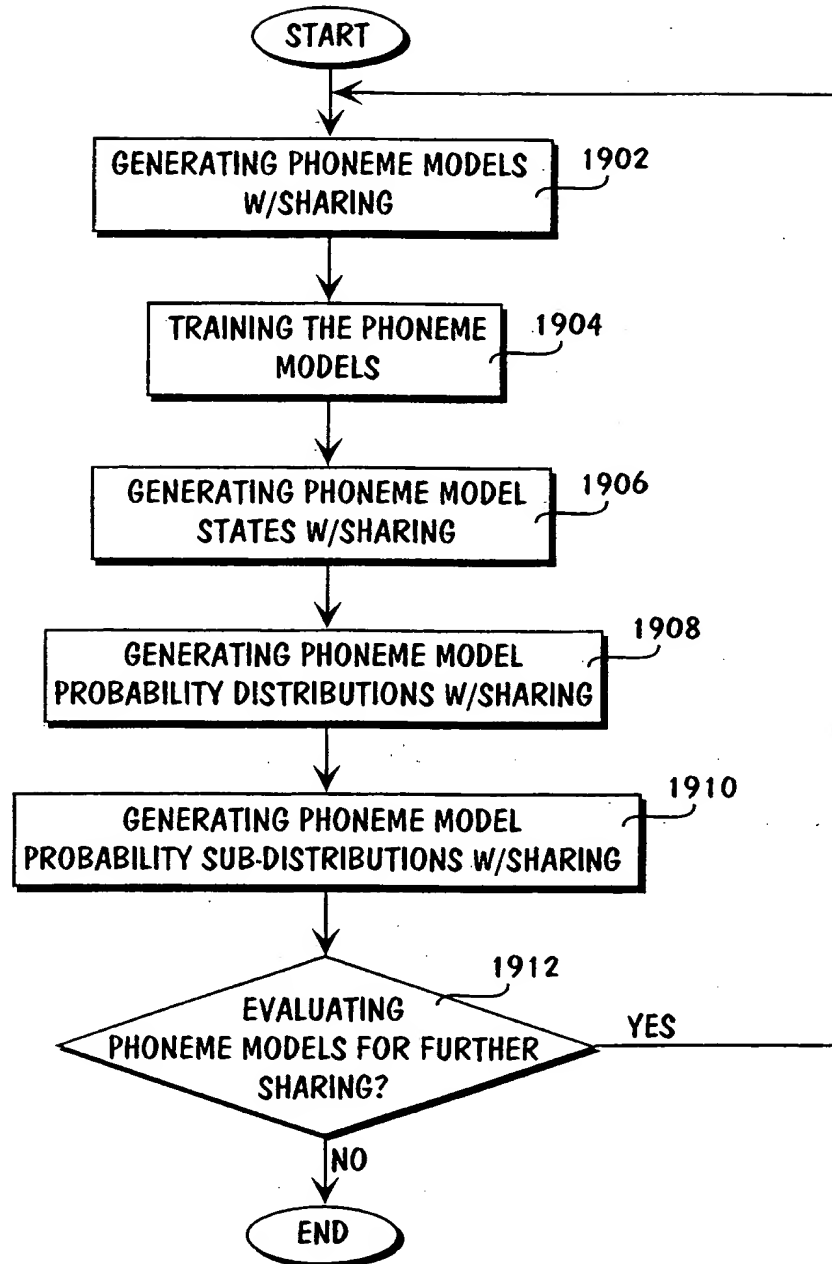 START
GENERATING PHONEME MODELS
W/SHARING
1902
TRAINING THE PHONEME
MODELS
1904
GENERATING PHONEME MODEL
STATES W/SHARING
1906
GENERATING PHONEME MODEL
PROBABILITY DISTRIBUTIONS W/SHARING
1908
GENERATING PHONEME MODEL
PROBABILITY SUB-DISTRIBUTIONS W/SHARING
1910
EVALUATING
PHONEME MODELS FOR FURTHER
SHARING?
1912
YES
NO
END